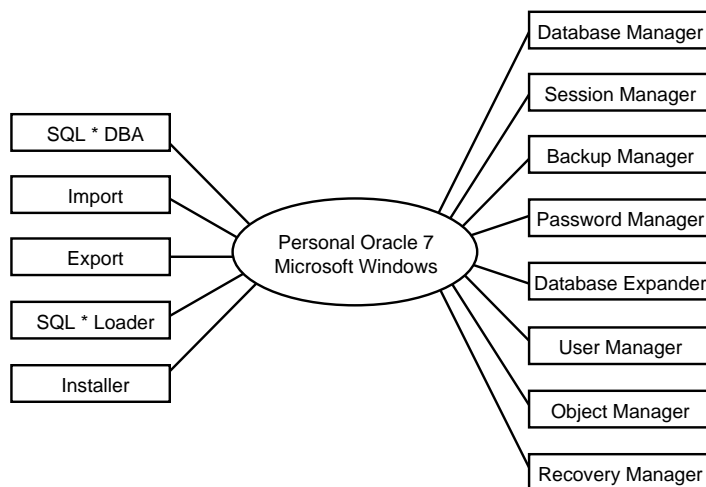 SQL * DBA
Import
Export
SQL * Loader
Installer
Personal Oracle 7
Microsoft Windows
Database Manager
Session Manager
Backup Manager
Password Manager
Database Expander
User Manager
Object Manager
Recovery Manager